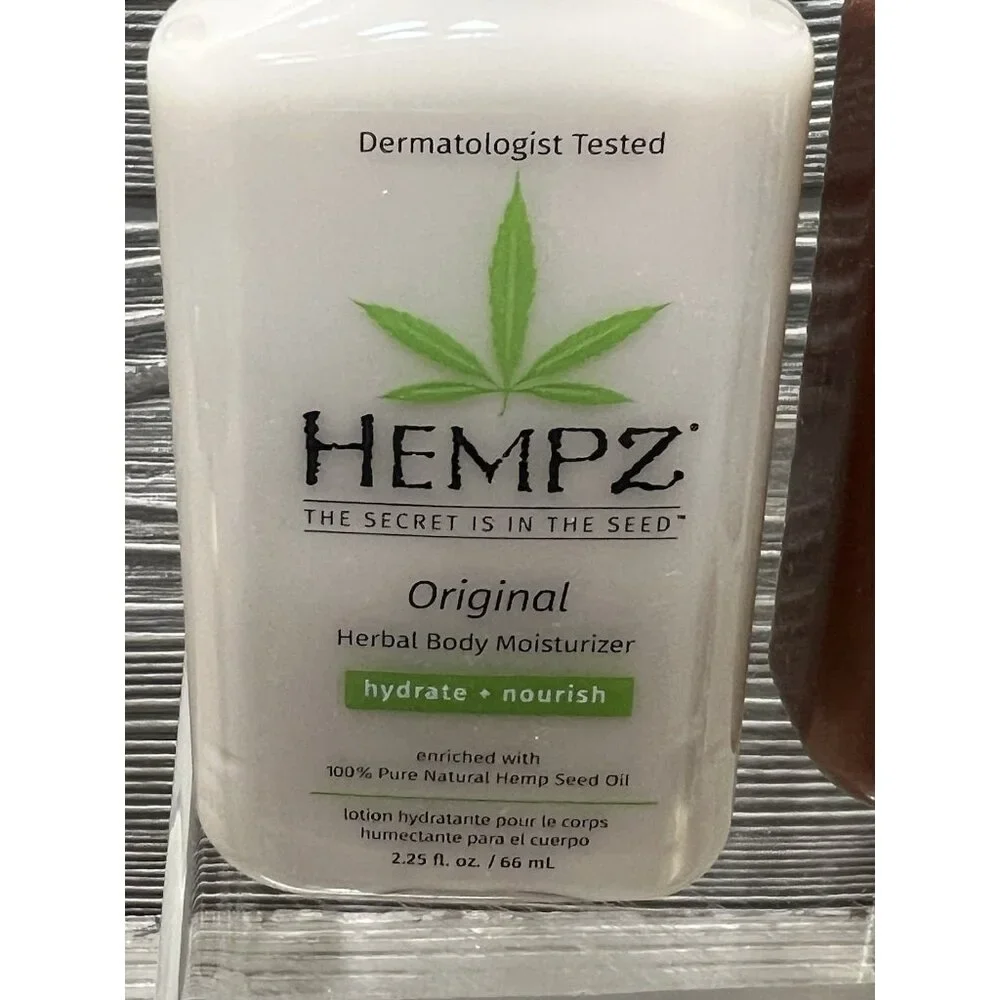 Dermatologist Tested
HEMPZ®
THE SECRET IS IN THE SEED™
Original
Herbal Body Moisturizer
hydrate + nourish
enriched with
100% Pure Natural Hemp Seed Oil
lotion hydratante pour le corps
humectante para el cuerpo
2.25 fl. oz. / 66 mL